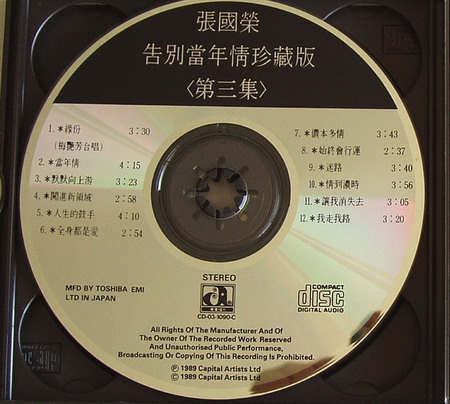 張國榮
告別當年情珍藏版
〈第三集〉
1. *緣份 3:30
(梅艷芳台唱)
2. *當年情 4:15
3. *默默向上游 3:23
4. *闖進新領域 2:58
5. *人生的鼓手 4:10
6. *全身都是愛 2:54
7. *儂本多情 3:43
8. *始終會行運 2:37
9. *迷路 3:40
10. *情到濃時 3:56
11. *讓我消失去 3:05
12. *我走我路 3:20
MFD BY TOSHIBA EMI
LTD IN JAPAN
STEREO
CD-03-1090-C
COMPACT
disc
DIGITAL AUDIO
All Rights Of The Manufacturer And Of
The Owner Of The Recorded Work Reserved
And Unauthorised Public Performance,
Broadcasting Or Copying Of This Recording Is Prohibited.
Ⓟ 1989 Capital Artists Ltd
© 1989 Capital Artists Ltd